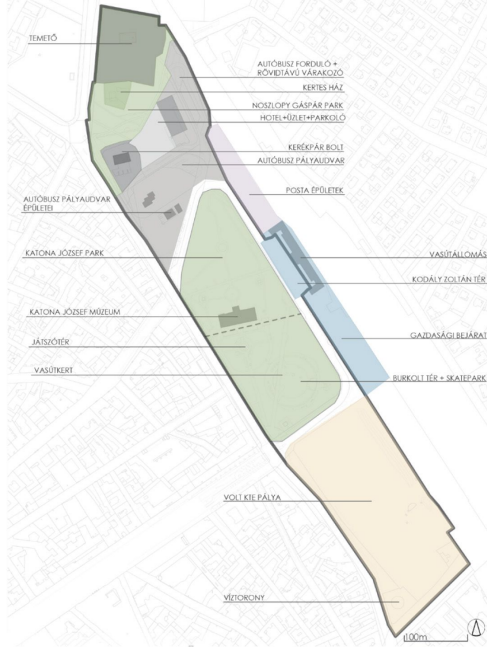 TEMETŐ
AUTÓBUSZ FORDULÓ +
RÖVIDTÁVÚ VÁRAKOZÓ
KERTES HÁZ
NOSZLOPY GÁSPÁR PARK
HOTEL+ÜZLET+PARKOLÓ
KERÉKPÁR BOLT
AUTÓBUSZ PÁLYAUDVAR
POSTA ÉPÜLETEK
AUTÓBUSZ PÁLYAUDVAR
ÉPÜLETEI
KATONA JÓZSEF PARK
VASÚTÁLLOMÁS
KODÁLY ZOLTÁN TÉR
KATONA JÓZSEF MÚZEUM
GAZDASÁGI BEJÁRAT
JÁTSZÓTÉR
VASÚTKERT
BURKOLT TÉR + SKATEPARK
VOLT KTE PÁLYA
VÍZTORONY
100m